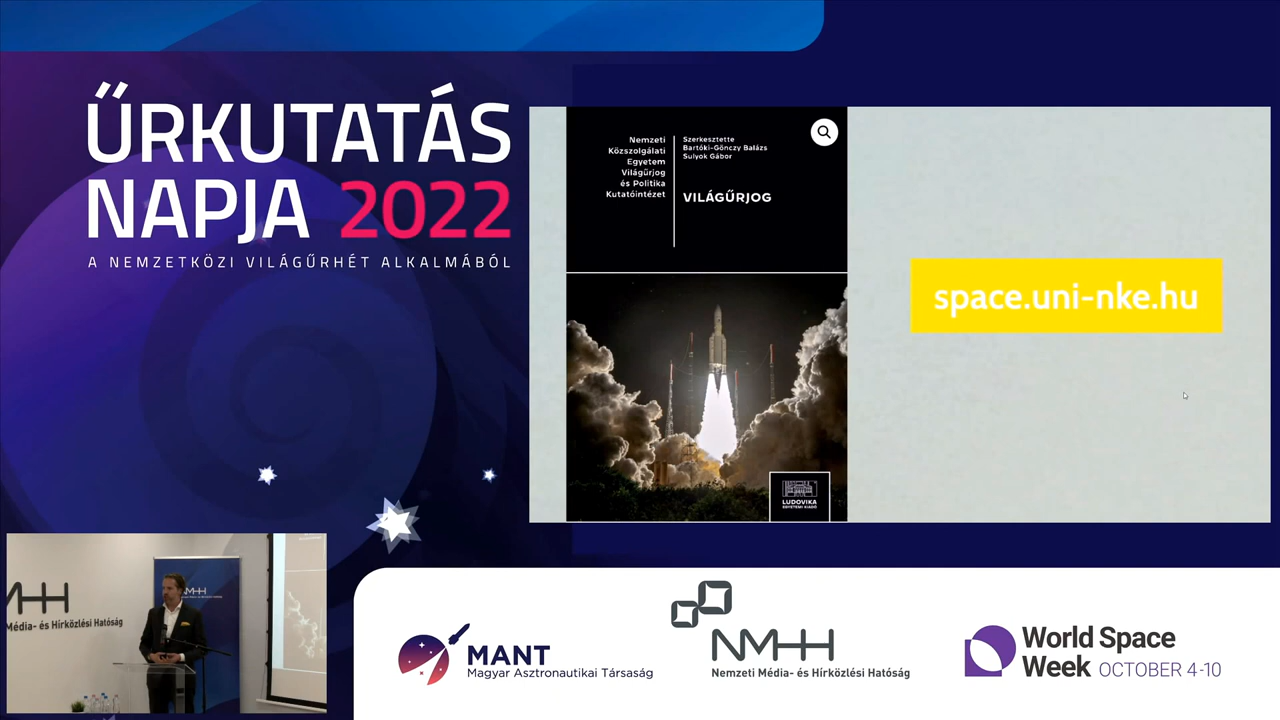 ŰRKUTATÁS
NAPJA 2022
A NEMZETKÖZI VILÁGŰRHÉT ALKALMÁBÓL
Nemzeti
Közszolgálati
Egyetem
Világűrjog
és Politika
Kutatóintézet
Szerkesztette
Bartóki-Gönczy Balázs
Sulyok Gábor
VILÁGŰRJOG
LUDOVIKA
EGYETEMI KIADÓ
space.uni-nke.hu
NMHH
Média- és Hírközlési Hatóság
MANT
Magyar Asztronautikai Társaság
NMHH
Nemzeti Média- és Hírközlési Hatóság
World Space
Week OCTOBER 4-10